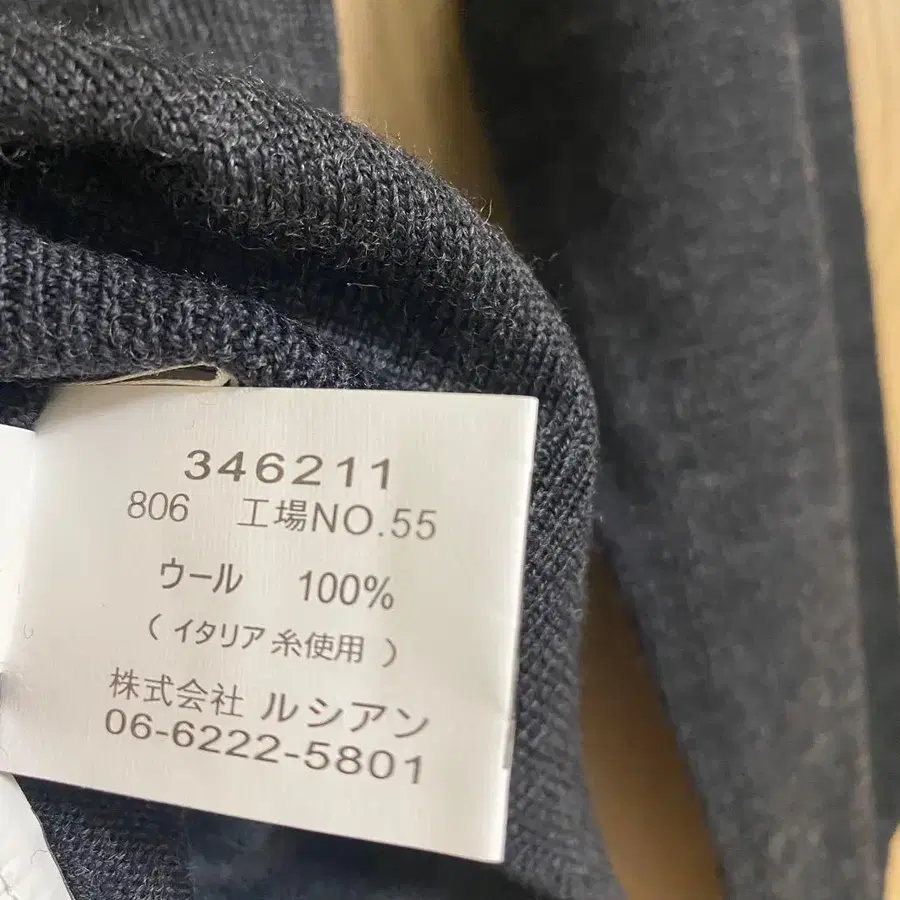 346211
806 工場NO.55
ウール 100%
( イタリア糸使用 )
株式会社 ルシアン
06-6222-5801